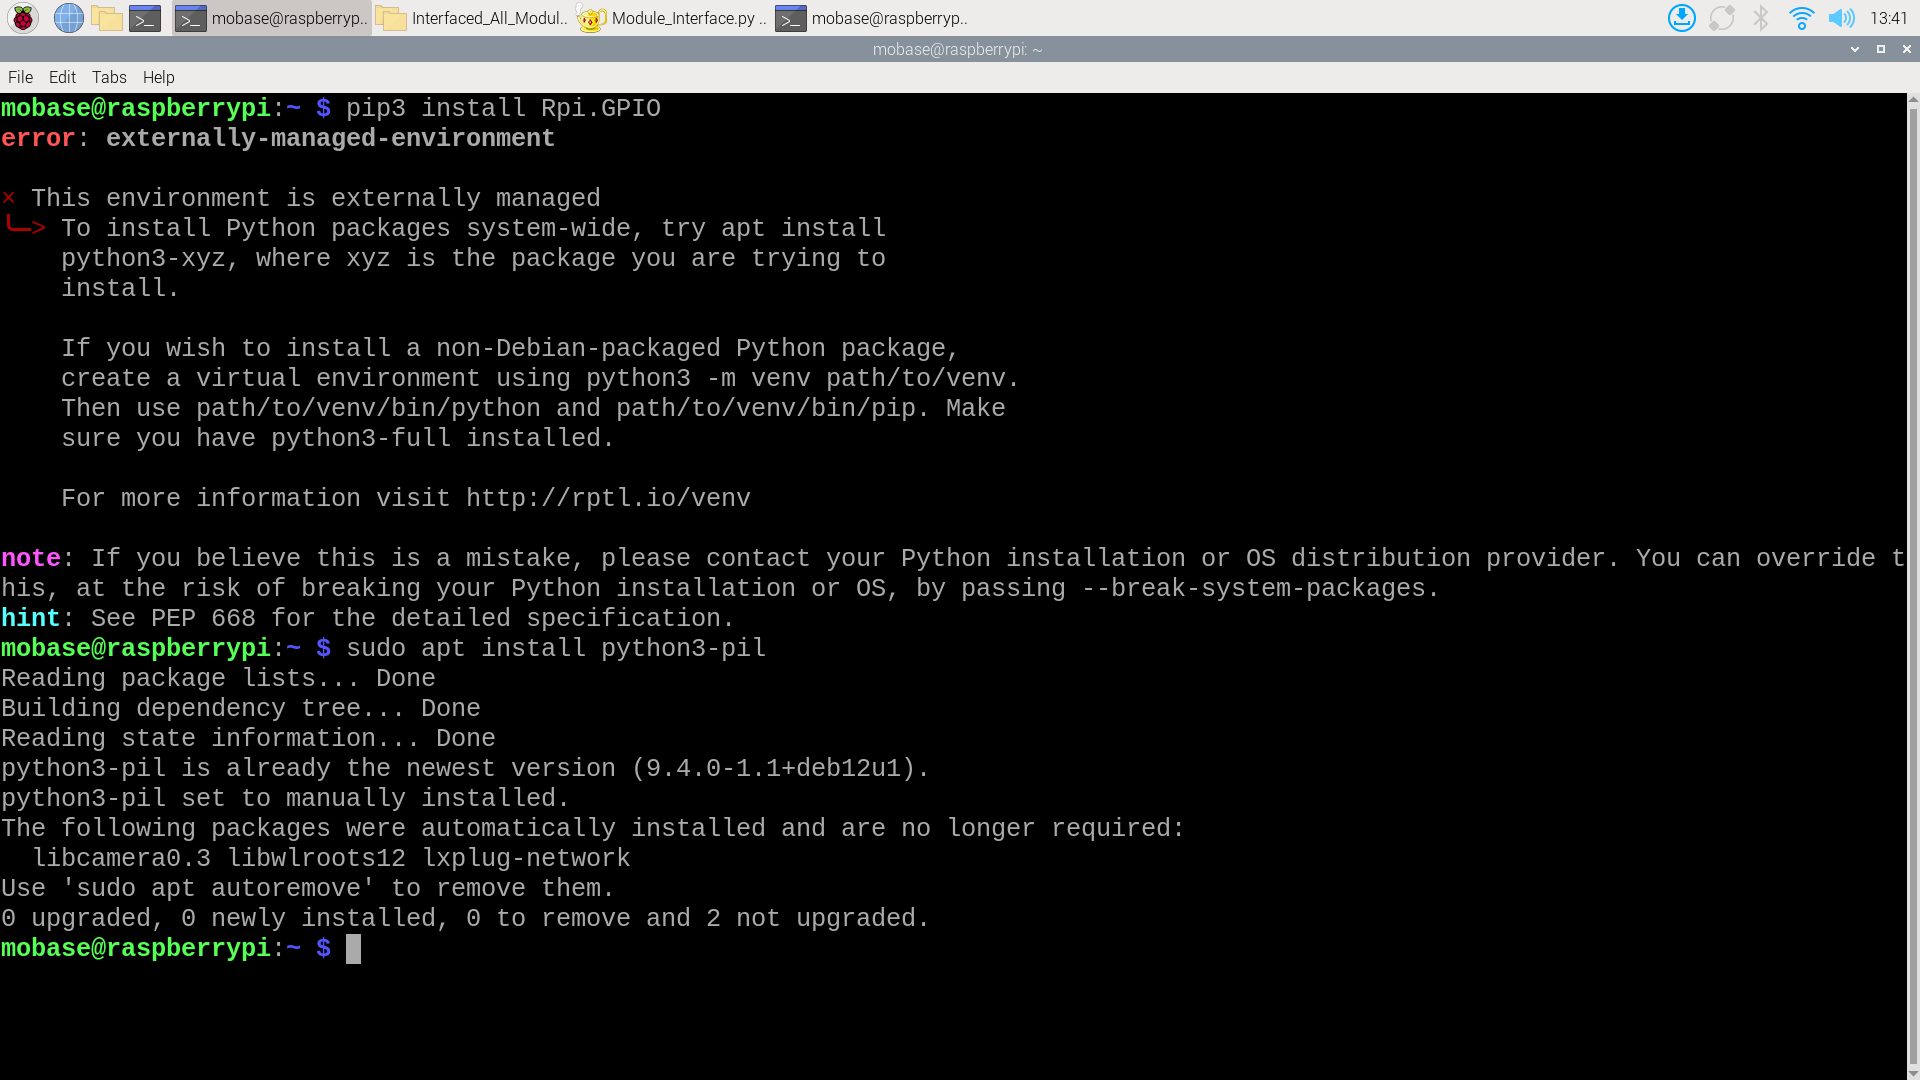 mobase@raspberryp..
Interfaced_All_Modul..
Module_Interface.py ..
mobase@raspberryp..
13:41
mobase@raspberrypi: ~
File Edit Tabs Help
mobase@raspberrypi:~ $ pip3 install Rpi.GPIO
error: externally-managed-environment
× This environment is externally managed
╰─> To install Python packages system-wide, try apt install
python3-xyz, where xyz is the package you are trying to
install.
If you wish to install a non-Debian-packaged Python package,
create a virtual environment using python3 -m venv path/to/venv.
Then use path/to/venv/bin/python and path/to/venv/bin/pip. Make
sure you have python3-full installed.
For more information visit http://rptl.io/venv
note: If you believe this is a mistake, please contact your Python installation or OS distribution provider. You can override t
his, at the risk of breaking your Python installation or OS, by passing --break-system-packages.
hint: See PEP 668 for the detailed specification.
mobase@raspberrypi:~ $ sudo apt install python3-pil
Reading package lists... Done
Building dependency tree... Done
Reading state information... Done
python3-pil is already the newest version (9.4.0-1.1+deb12u1).
python3-pil set to manually installed.
The following packages were automatically installed and are no longer required:
libcamera0.3 libwlroots12 lxplug-network
Use 'sudo apt autoremove' to remove them.
0 upgraded, 0 newly installed, 0 to remove and 2 not upgraded.
mobase@raspberrypi:~ $